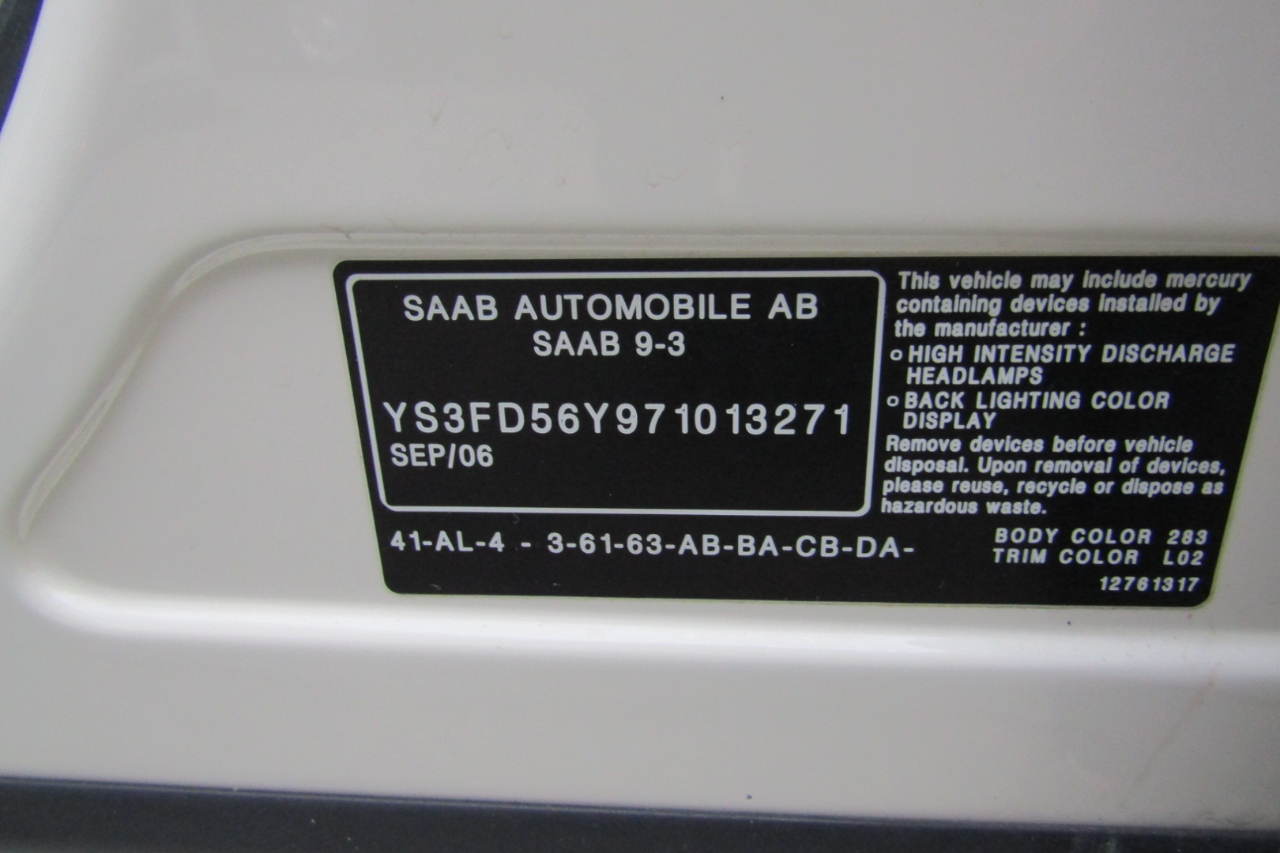 SAAB AUTOMOBILE AB
SAAB 9-3
YS3FD56Y971013271
SEP/06
This vehicle may include mercury
containing devices installed by
the manufacturer :
o HIGH INTENSITY DISCHARGE
HEADLAMPS
o BACK LIGHTING COLOR
DISPLAY
Remove devices before vehicle
disposal. Upon removal of devices,
please reuse, recycle or dispose as
hazardous waste.
41-AL-4 - 3-61-63-AB-BA-CB-DA-
BODY COLOR 283
TRIM COLOR L02
12761317